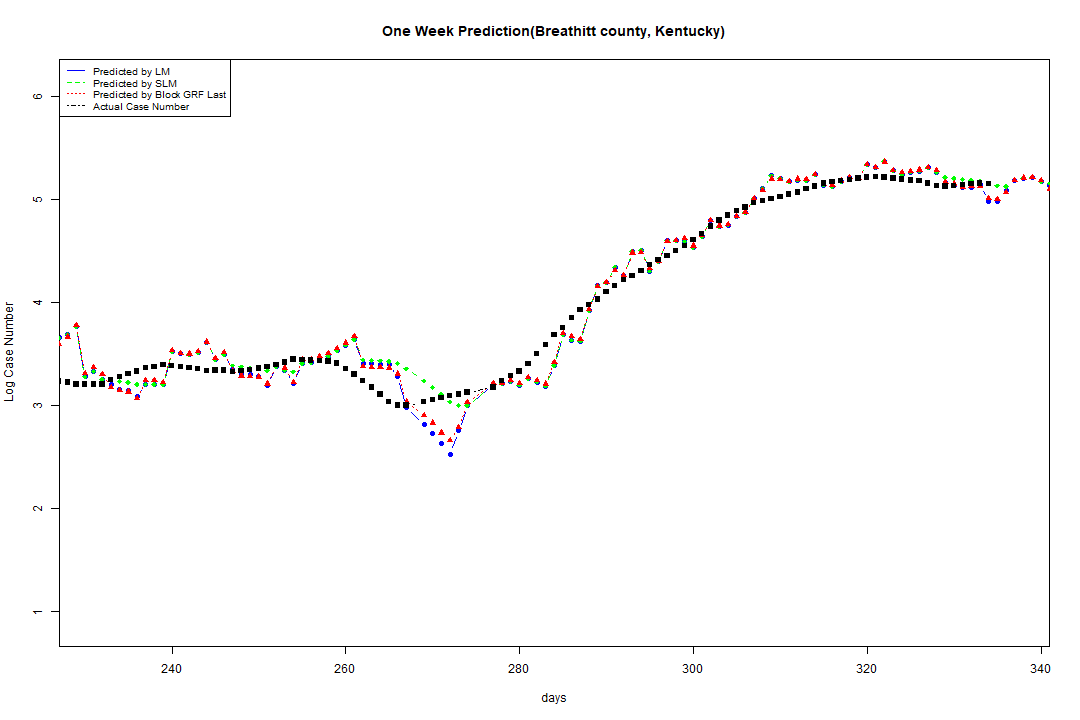 One Week Prediction(Breathitt county, Kentucky)
Predicted by LM
Predicted by SLM
Predicted by Block GRF Last
Actual Case Number
6
5
4
3
2
1
Log Case Number
240 260 280 300 320 340
days